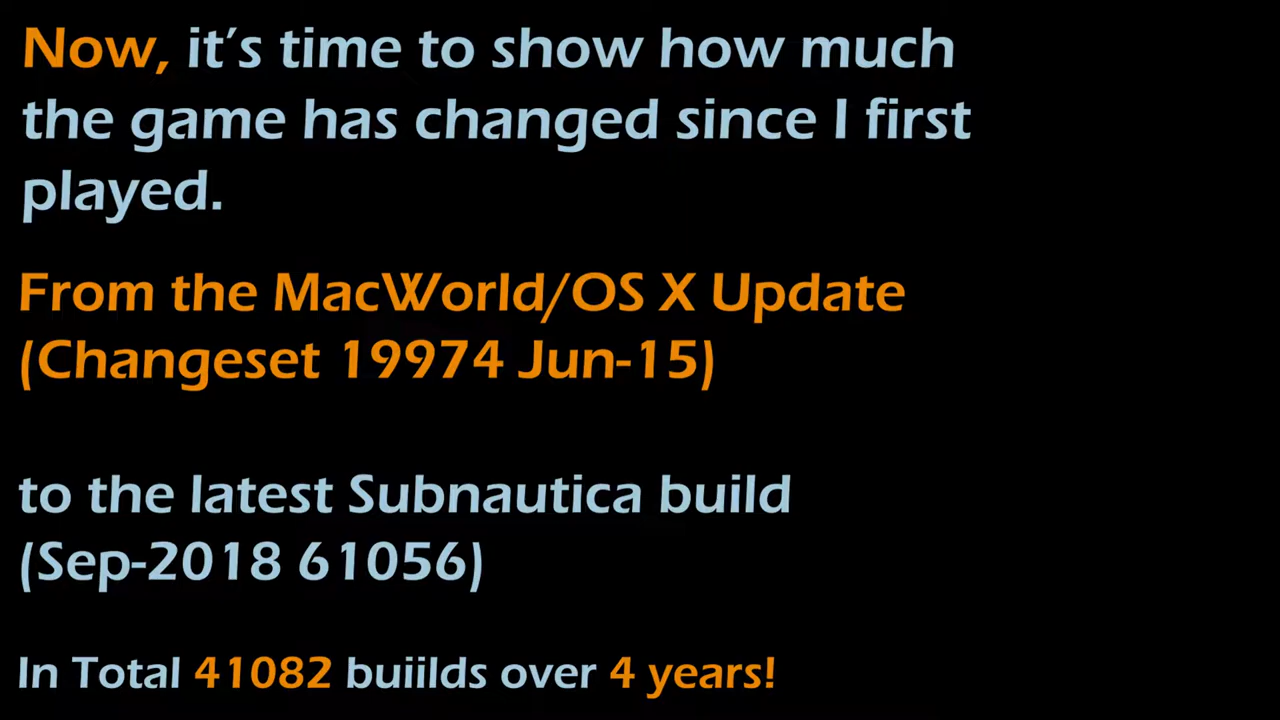 Now, it's time to show how much
the game has changed since I first
played.
From the MacWorld/OS X Update
(Changeset 19974 Jun-15)
to the latest Subnautica build
(Sep-2018 61056)
In Total 41082 buiilds over 4 years!